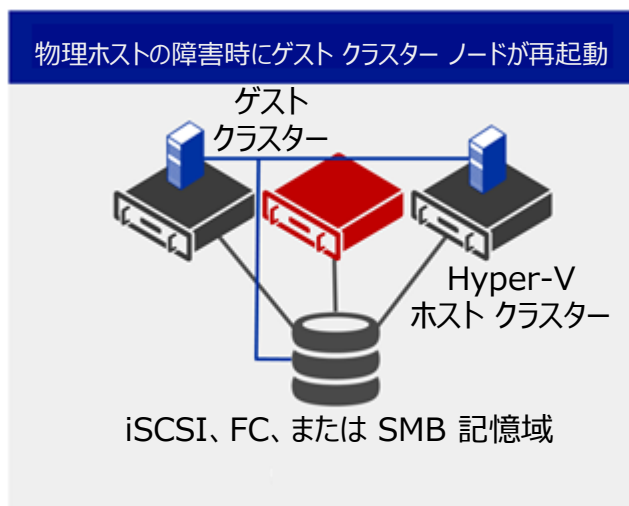 物理ホストの障害時にゲスト クラスター ノードが再起動
ゲスト
クラスター
Hyper-V
ホスト クラスター
iSCSI、FC、または SMB 記憶域